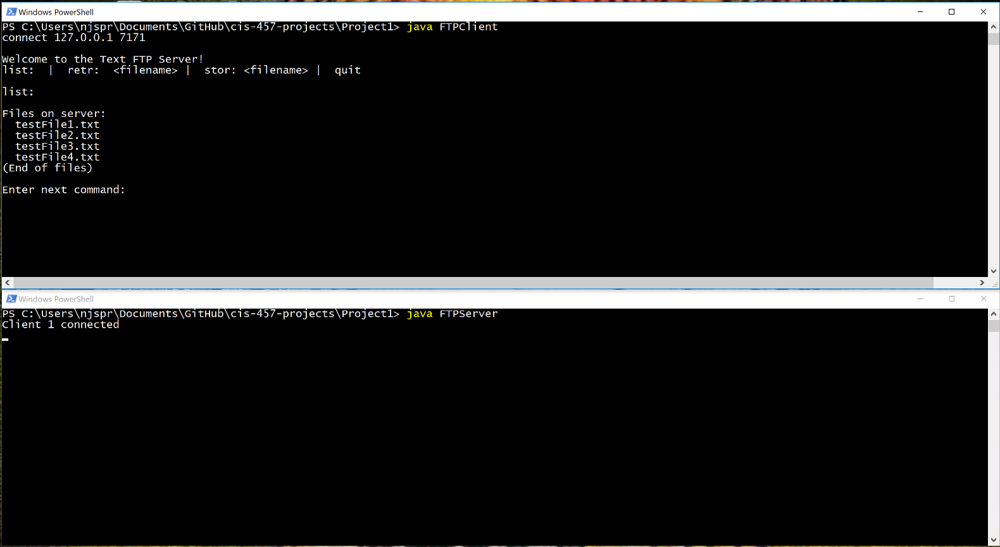 Windows PowerShell
PS C:\Users\njspr\Documents\GitHub\cis-457-projects\Project1> java FTPClient
connect 127.0.0.1 7171
Welcome to the Text FTP Server!
list:  |  retr:  <filename> |  stor: <filename> |  quit
list:
Files on server:
  testFile1.txt
  testFile2.txt
  testFile3.txt
  testFile4.txt
(End of files)
Enter next command:
Windows PowerShell
PS C:\Users\njspr\Documents\GitHub\cis-457-projects\Project1> java FTPServer
Client 1 connected